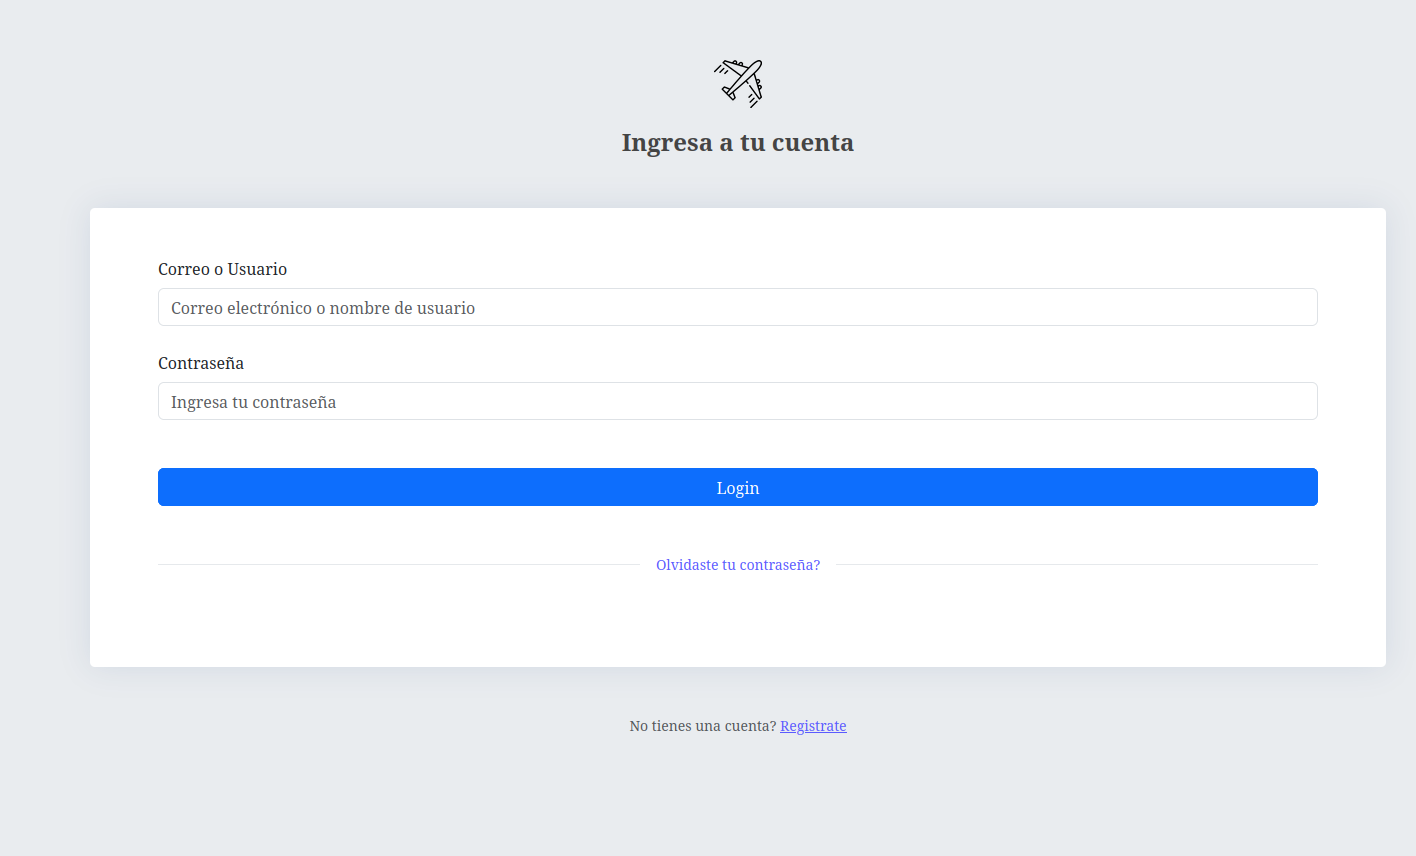 Ingresa a tu cuenta
Correo o Usuario
Correo electrónico o nombre de usuario
Contraseña
Ingresa tu contraseña
Login
Olvidaste tu contraseña?
No tienes una cuenta? Registrate